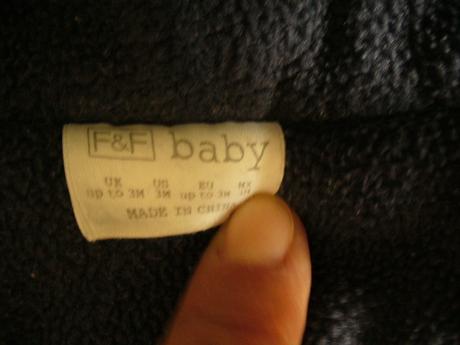 F&F baby
UK US EU MX
up to 3M 3M up to 3M
MADE IN CHINA